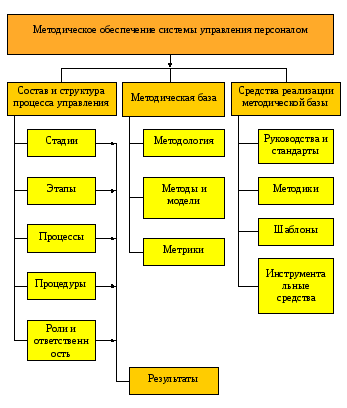 Методическое обеспечение системы управления персоналом
Состав и структура
процесса управления
Методическая база
Средства реализации
методической базы
Стадии
Этапы
Процессы
Процедуры
Роли и
ответственн
ость
Методология
Методы и
модели
Метрики
Руководства и
стандарты
Методики
Шаблоны
Инструмента
льные
средства
Результаты